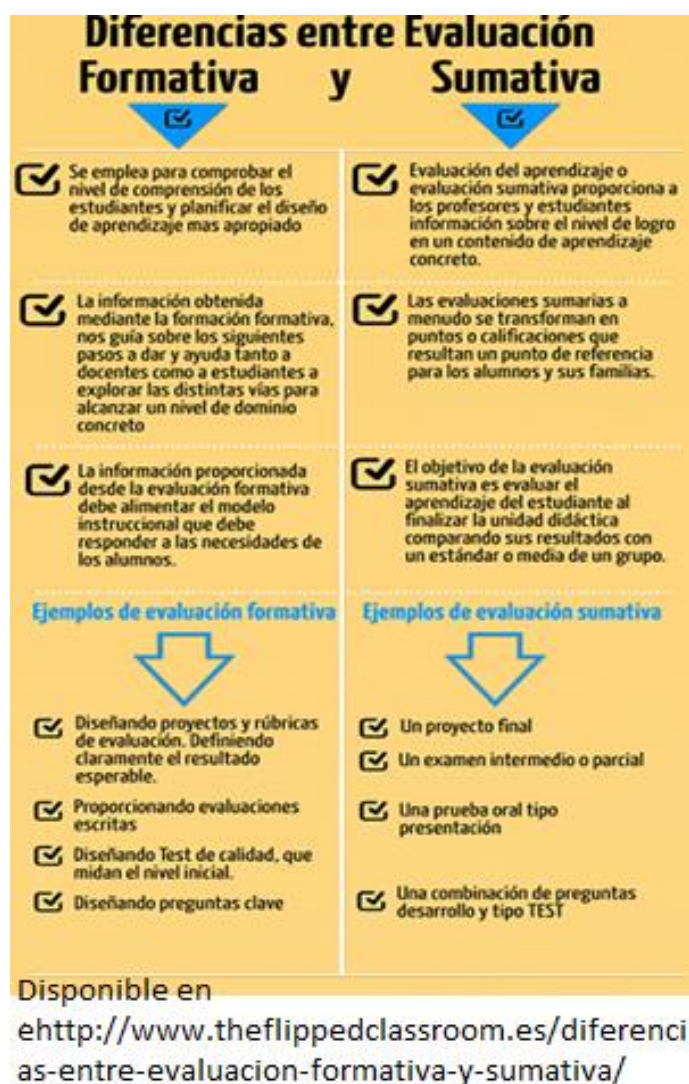 Diferencias entre Evaluación
Formativa y Sumativa
Se emplea para comprobar el
nivel de comprensión de los
estudiantes y planificar el diseño
de aprendizaje mas apropiado
La información obtenida
mediante la formación formativa,
nos guía sobre los siguientes
pasos a dar y ayuda tanto a
docentes como a estudiantes a
explorar las distintas vías para
alcanzar un nivel de dominio
concreto
La información proporcionada
desde la evaluación formativa
debe alimentar el modelo
instruccional que debe
responder a las necesidades de
los alumnos.
Ejemplos de evaluación formativa
Diseñando proyectos y rúbricas
de evaluación. Definiendo
claramente el resultado
esperable.
Proporcionando evaluaciones
escritas
Diseñando Test de calidad, que
midan el nivel inicial.
Diseñando preguntas clave
Evaluación del aprendizaje o
evaluación sumativa proporciona a
los profesores y estudiantes
información sobre el nivel de logro
en un contenido de aprendizaje
concreto.
Las evaluaciones sumarias a
menudo se transforman en
puntos o calificaciones que
resultan un punto de referencia
para los alumnos y sus familias.
El objetivo de la evaluación
sumativa es evaluar el
aprendizaje del estudiante al
finalizar la unidad didáctica
comparando sus resultados con
un estándar o media de un grupo.
Ejemplos de evaluación sumativa
Un proyecto final
Un examen intermedio o parcial
Una prueba oral tipo
presentación
Una combinación de preguntas
desarrollo y tipo TEST
Disponible en
ehttp://www.theflippedclassroom.es/diferenci
as-entre-evaluacion-formativa-y-sumativa/